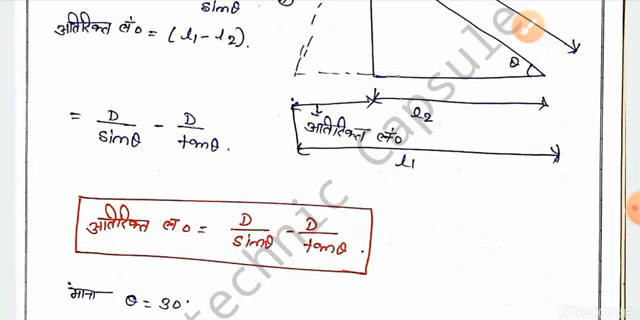 sinθ
अतिरिक्त लं० = (l₁ - l₂).
θ
l₂
= D/sinθ - D/tanθ.
अतिरिक्त लं०
l₁
अतिरिक्त लं० = D/sinθ - D/tanθ.
माना θ = 30°
technic Capsule